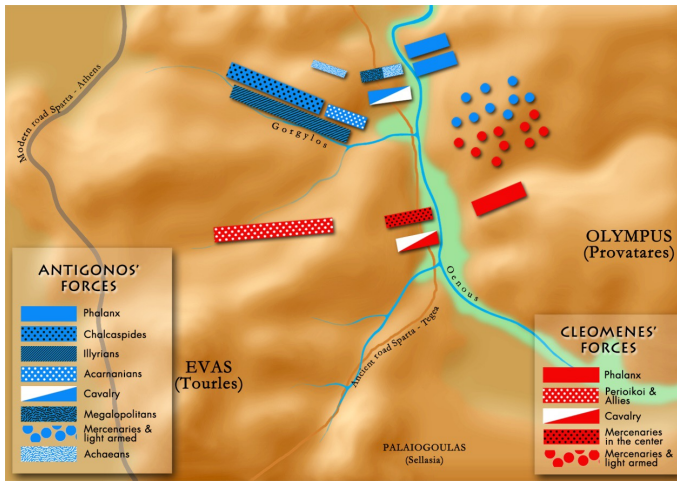 Modern road Sparta - Athens
Gorgylos
OLYMPUS
(Provatares)
Oenous
Ancient road Sparta - Tegea
EVAS
(Tourles)
PALAIOGOULAS
(Sellasia)
ANTIGONOS'
FORCES
Phalanx
Chalcaspides
Illyrians
Acarnanians
Cavalry
Megalopolitans
Mercenaries &
light armed
Achaeans
CLEOMENES'
FORCES
Phalanx
Perioikoi &
Allies
Cavalry
Mercenaries
in the center
Mercenaries &
light armed